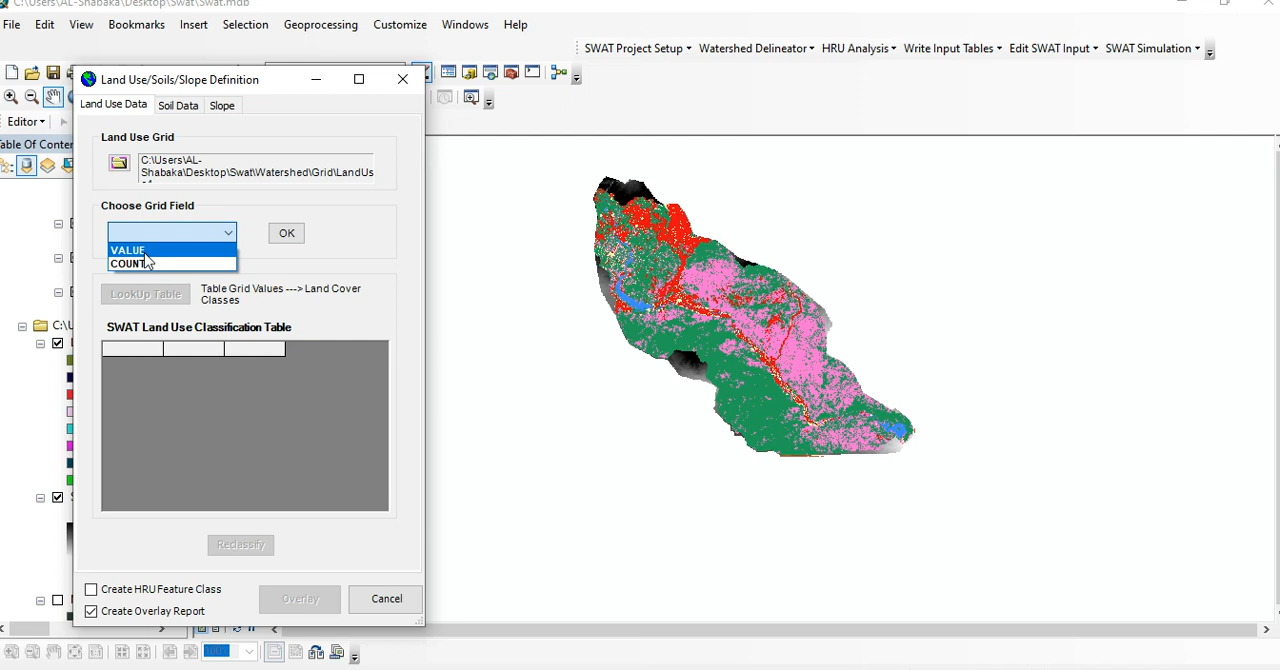 C:\Users\AL-Shabaka\Desktop\Swat\Swat.mdb
File Edit View Bookmarks Insert Selection Geoprocessing Customize Windows Help
SWAT Project Setup Watershed Delineator HRU Analysis Write Input Tables Edit SWAT Input SWAT Simulation
Land Use/Soils/Slope Definition
Land Use Data Soil Data Slope
Editor
Table Of Conter
Land Use Grid
C:\Users\AL-
Shabaka\Desktop\Swat\Watershed\Grid\LandUs
Choose Grid Field
OK
VALUE
COUNT
LookUp Table
Table Grid Values ---> Land Cover
Classes
SWAT Land Use Classification Table
C:\U
Reclassify
Create HRU Feature Class
Create Overlay Report
Overlay
Cancel
100%